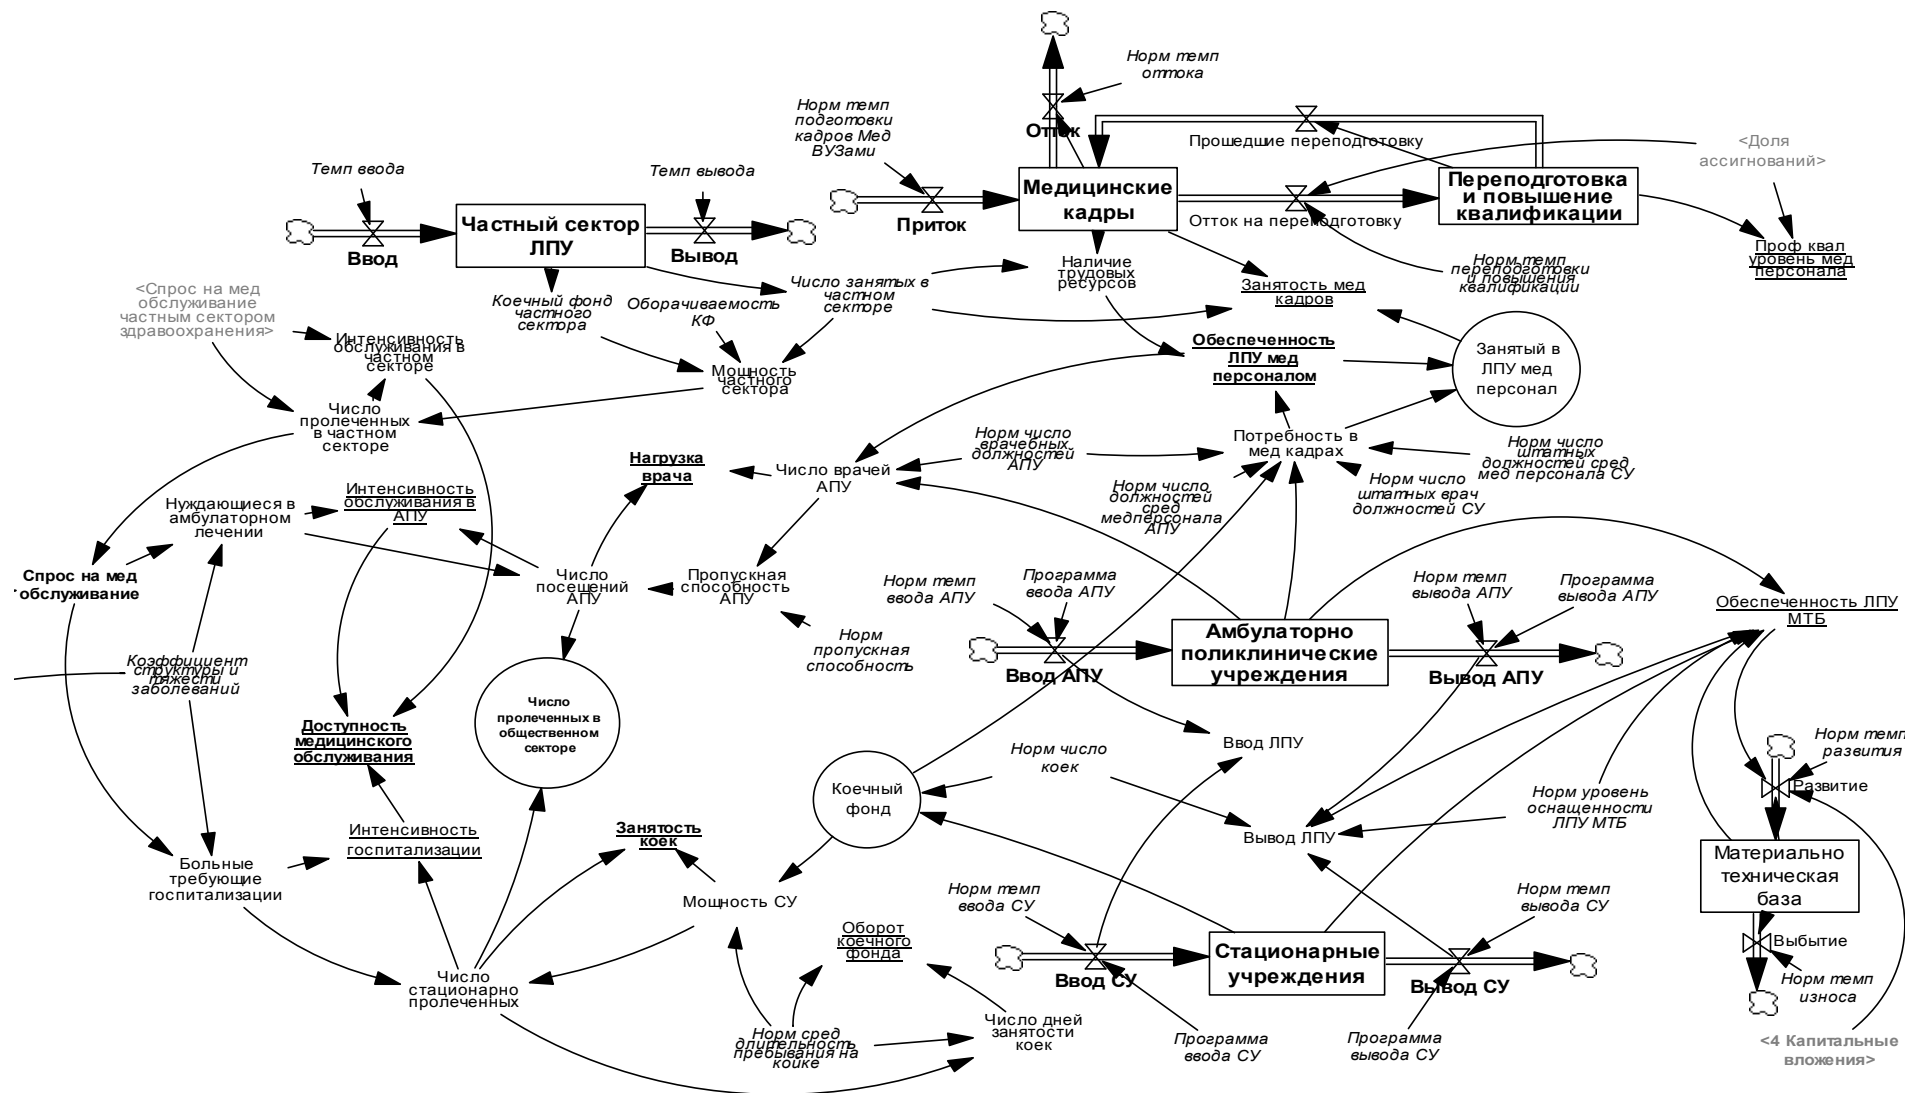 Норм темп
оттока
Норм темп
подготовки
кадров Мед
ВУЗами
Отток
Прошедшие переподготовку
<Доля
ассигнований>
Темп ввода
Темп вывода
Медицинские
кадры
Переподготовка
и повышение
квалификации
Частный сектор
ЛПУ
Приток
Отток на переподготовку
Ввод
Вывод
Проф квал
уровень мед
персонала
Наличие
трудовых
ресурсов
Норм темп
переподготовки
и повышения
квалификации
<Спрос на мед
обслуживание
частным сектором
здравоохранения>
Коечный фонд
частного
сектора
Оборачиваемость
КФ
Число занятых в
частном
секторе
Занятость мед
кадров
Интенсивность
обслуживания в
частном
секторе
Обеспеченность
ЛПУ мед
персоналом
Занятый в
ЛПУ мед
персонал
Мощность
частного
сектора
Число
пролеченных
в частном
секторе
Нагрузка
врача
Число врачей
АПУ
Норм число
врачебных
должностей
АПУ
Потребность в
мед кадрах
Норм число
штатных
должностей сред
мед персонала СУ
Норм число
должностей
сред
медперсонала
АПУ
Норм число
штатных врач
должностей СУ
Нуждающиеся в
амбулаторном
лечении
Интенсивность
обслуживания в
АПУ
Спрос на мед
обслуживание
Число
посещений
АПУ
Пропускная
способность
АПУ
Норм темп
ввода АПУ
Программа
ввода АПУ
Норм темп
вывода АПУ
Программа
вывода АПУ
Обеспеченность ЛПУ
МТБ
Норм
пропускная
способность
Амбулаторно
поликлинические
учреждения
Ввод АПУ
Вывод АПУ
Коэффициент
структуры и
тяжести
заболеваний
Доступность
медицинского
обслуживания
Число
пролеченных в
общественном
секторе
Ввод ЛПУ
Норм число
коек
Норм темп
развития
Развитие
Коечный
фонд
Норм уровень
оснащенности
ЛПУ МТБ
Вывод ЛПУ
Интенсивность
госпитализации
Занятость
коек
Больные
требующие
госпитализации
Материально
техническая
база
Мощность СУ
Норм темп
ввода СУ
Норм темп
вывода СУ
Оборот
коечного
фонда
Стационарные
учреждения
Выбытие
Ввод СУ
Вывод СУ
Число
стационарно
пролеченных
Норм темп
износа
Норм сред
длительность
пребывания на
койке
Число дней
занятости
коек
Программа
ввода СУ
Программа
вывода СУ
<4 Капитальные
вложения>